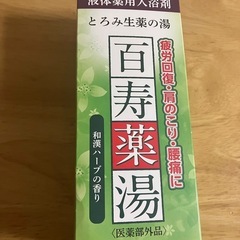 液体薬用入浴剤
とろみ生薬の湯
疲労回復・肩のこり・腰痛に
百寿薬湯
和漢ハーブの香り
〈医薬部外品〉